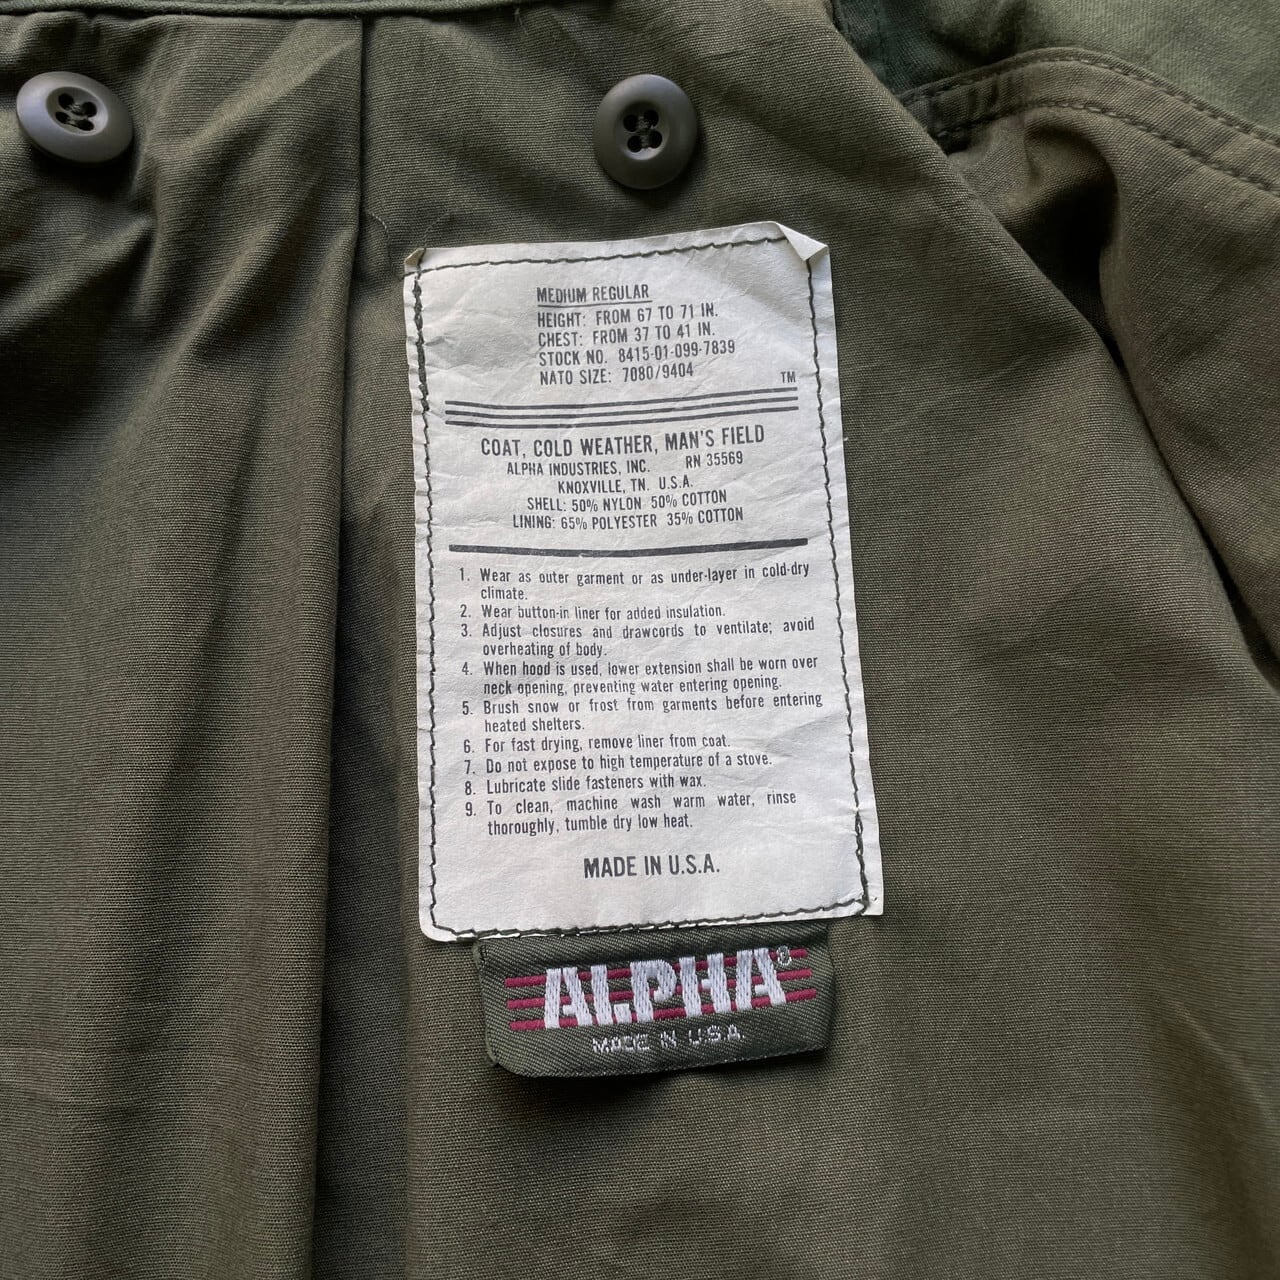 MEDIUM REGULAR
HEIGHT: FROM 67 TO 71 IN.
CHEST: FROM 37 TO 41 IN.
STOCK NO. 8415-01-099-7839
NATO SIZE: 7080/9404
TM
COAT, COLD WEATHER, MAN'S FIELD
ALPHA INDUSTRIES, INC. RN 35569
KNOXVILLE, TN. U.S.A.
SHELL: 50% NYLON 50% COTTON
LINING: 65% POLYESTER 35% COTTON
1. Wear as outer garment or as under-layer in cold-dry
climate.
2. Wear button-in liner for added insulation.
3. Adjust closures and drawcords to ventilate; avoid
overheating of body.
4. When hood is used, lower extension shall be worn over
neck opening, preventing water entering opening.
5. Brush snow or frost from garments before entering
heated shelters.
6. For fast drying, remove liner from coat.
7. Do not expose to high temperature of a stove.
8. Lubricate slide fasteners with wax.
9. To clean, machine wash warm water, rinse
thoroughly, tumble dry low heat.
MADE IN U.S.A.
ALPHA®
MADE IN U.S.A.